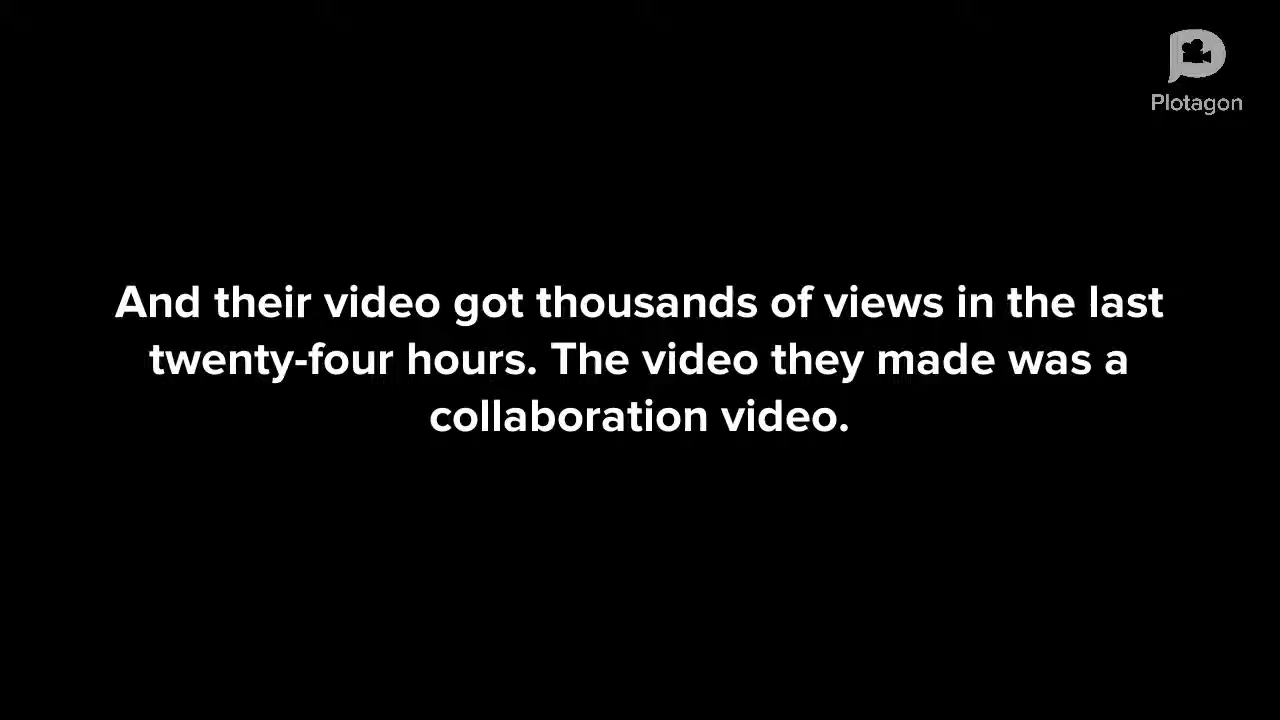 Plotagon
And their video got thousands of views in the last
twenty-four hours. The video they made was a
collaboration video.